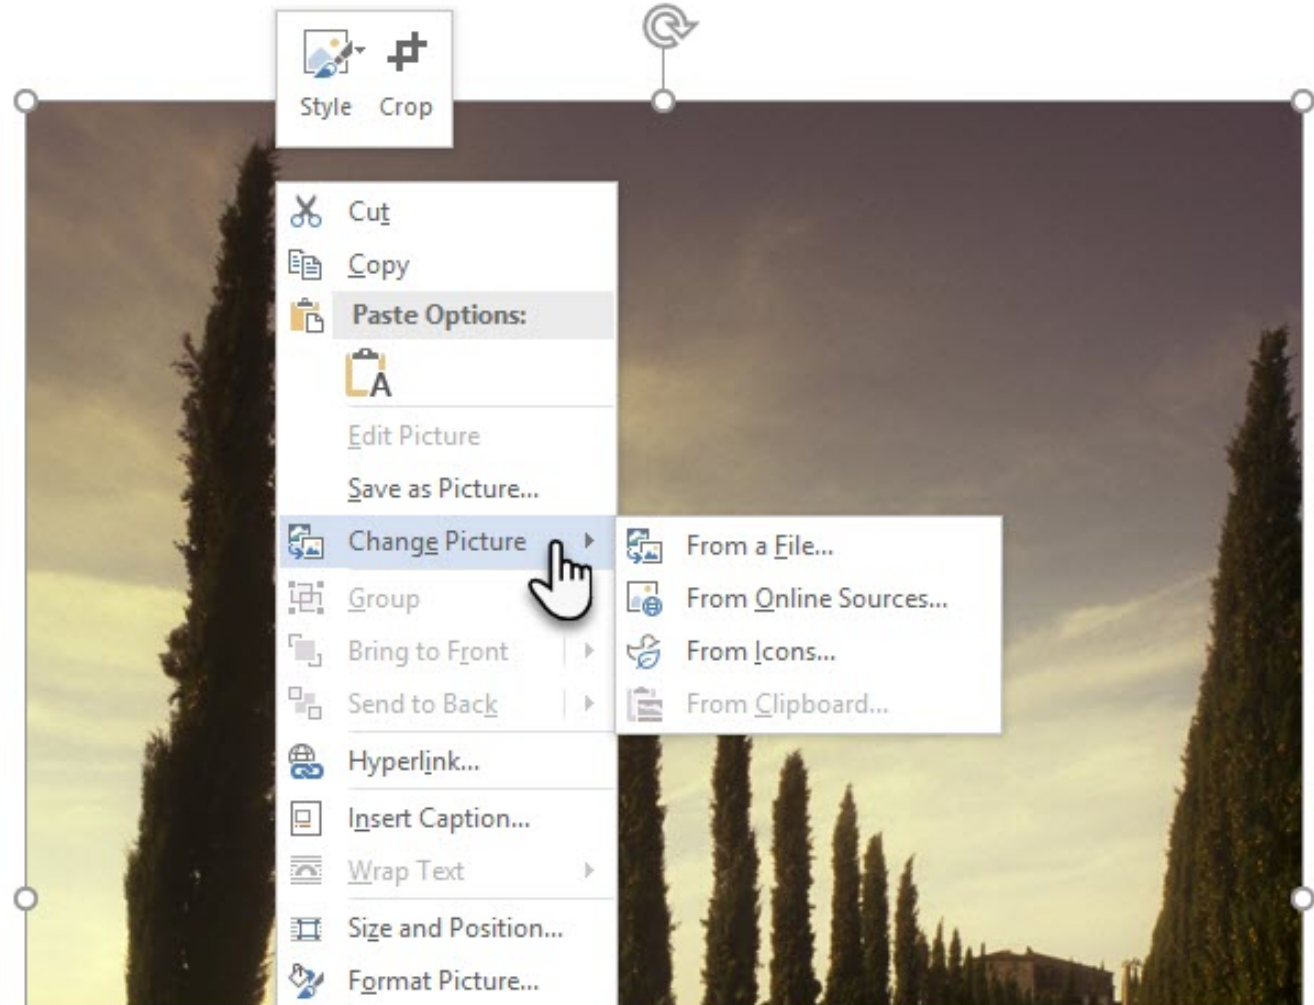 Style Crop
Cut
Copy
Paste Options:
A
Edit Picture
Save as Picture...
Change Picture
Group
Bring to Front
Send to Back
Hyperlink...
Insert Caption...
Wrap Text
Size and Position...
Format Picture...
From a File...
From Online Sources...
From Icons...
From Clipboard...